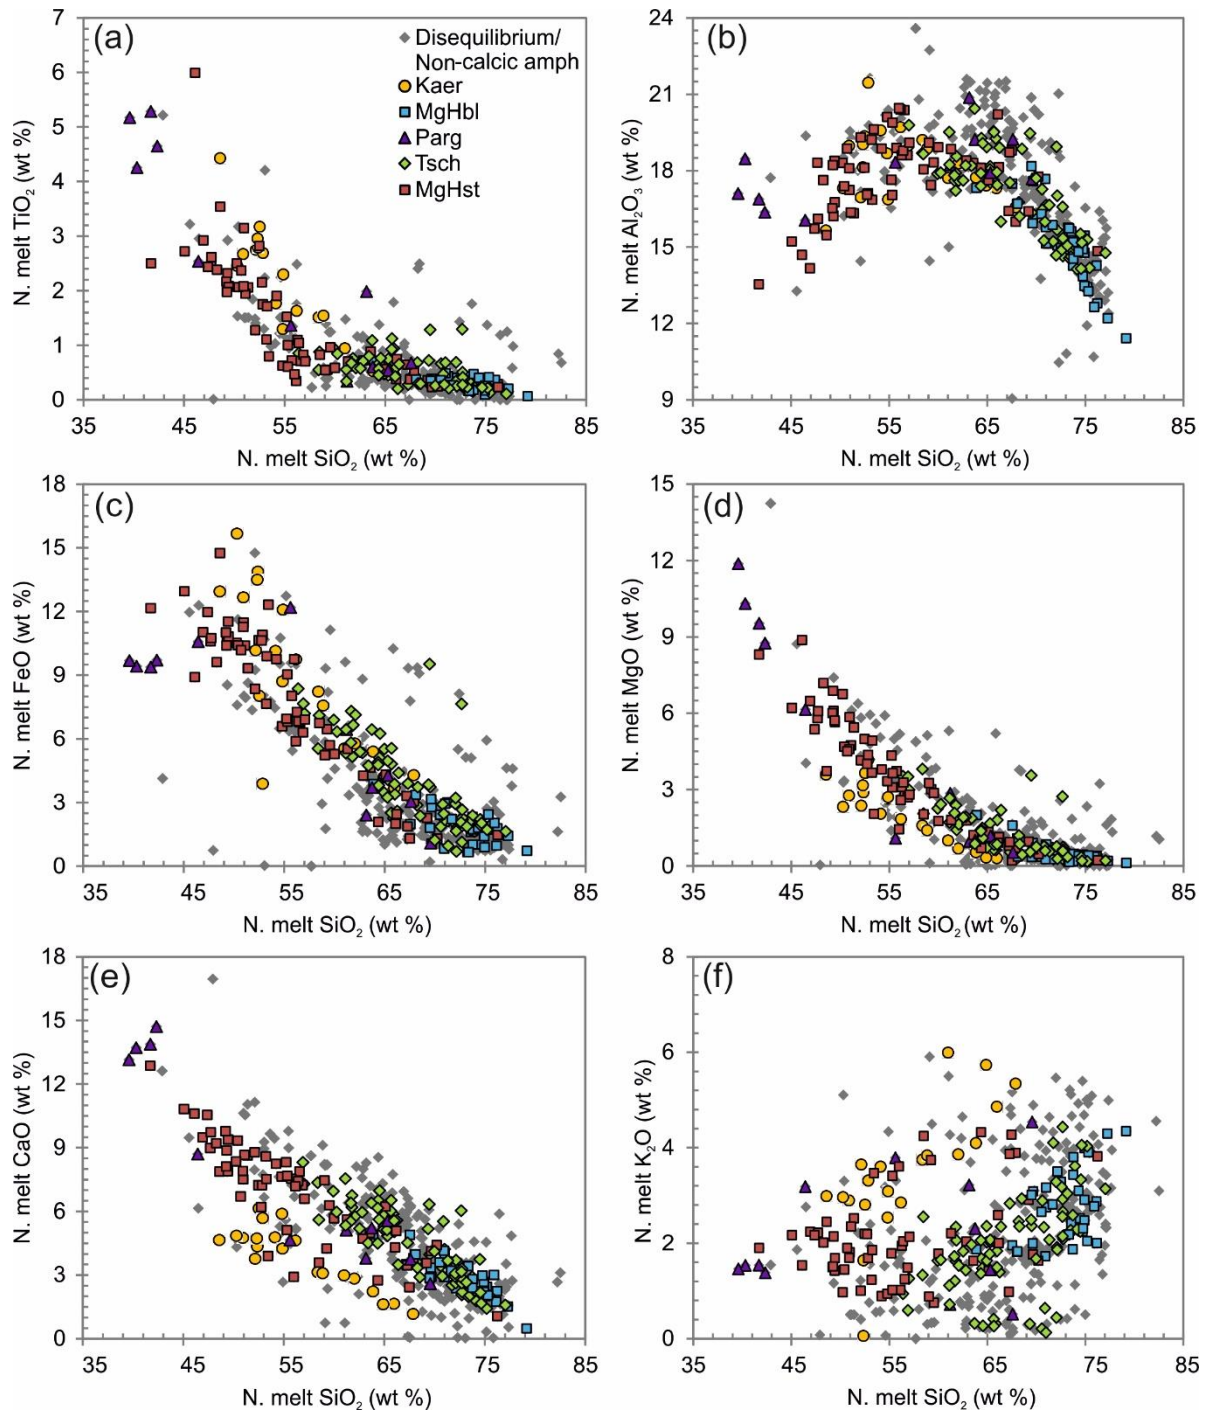 (a)
N. melt TiO₂ (wt %)
7
6
5
4
3
2
1
0
35 45 55 65 75 85
N. melt SiO₂ (wt %)
Disequilibrium/
Non-calcic amph
Kaer
MgHbl
Parg
Tsch
MgHst
(b)
N. melt Al₂O₃ (wt %)
24
21
18
15
12
9
35 45 55 65 75 85
N. melt SiO₂ (wt %)
(c)
N. melt FeO (wt %)
18
15
12
9
6
3
0
35 45 55 65 75 85
N. melt SiO₂ (wt %)
(d)
N. melt MgO (wt %)
15
12
9
6
3
0
35 45 55 65 75 85
N. melt SiO₂ (wt %)
(e)
N. melt CaO (wt %)
18
15
12
9
6
3
0
35 45 55 65 75 85
N. melt SiO₂ (wt %)
(f)
N. melt K₂O (wt %)
8
6
4
2
0
35 45 55 65 75 85
N. melt SiO₂ (wt %)